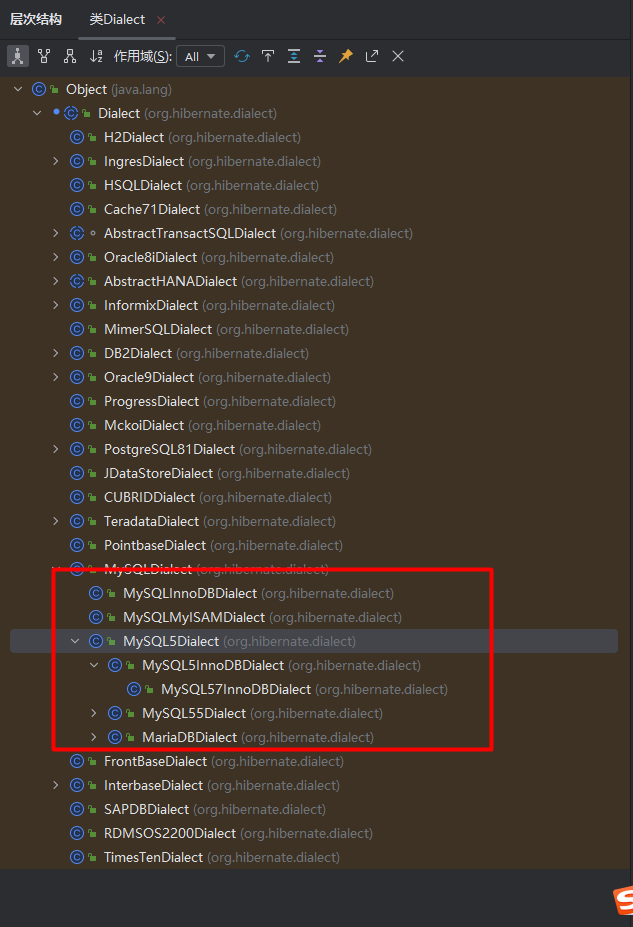 层次结构 类Dialect
作用域(S): All
Object (java.lang)
Dialect (org.hibernate.dialect)
H2Dialect (org.hibernate.dialect)
IngresDialect (org.hibernate.dialect)
HSQLDialect (org.hibernate.dialect)
Cache71Dialect (org.hibernate.dialect)
AbstractTransactSQLDialect (org.hibernate.dialect)
Oracle8iDialect (org.hibernate.dialect)
AbstractHANADialect (org.hibernate.dialect)
InformixDialect (org.hibernate.dialect)
MimerSQLDialect (org.hibernate.dialect)
DB2Dialect (org.hibernate.dialect)
Oracle9Dialect (org.hibernate.dialect)
ProgressDialect (org.hibernate.dialect)
MckoiDialect (org.hibernate.dialect)
PostgreSQL81Dialect (org.hibernate.dialect)
JDataStoreDialect (org.hibernate.dialect)
CUBRIDDialect (org.hibernate.dialect)
TeradataDialect (org.hibernate.dialect)
PointbaseDialect (org.hibernate.dialect)
MySQLDialect (org.hibernate.dialect)
MySQLInnoDBDialect (org.hibernate.dialect)
MySQLMyISAMDialect (org.hibernate.dialect)
MySQL5Dialect (org.hibernate.dialect)
MySQL5InnoDBDialect (org.hibernate.dialect)
MySQL57InnoDBDialect (org.hibernate.dialect)
MySQL55Dialect (org.hibernate.dialect)
MariaDBDialect (org.hibernate.dialect)
FrontBaseDialect (org.hibernate.dialect)
InterbaseDialect (org.hibernate.dialect)
SAPDBDialect (org.hibernate.dialect)
RDMSOS2200Dialect (org.hibernate.dialect)
TimesTenDialect (org.hibernate.dialect)